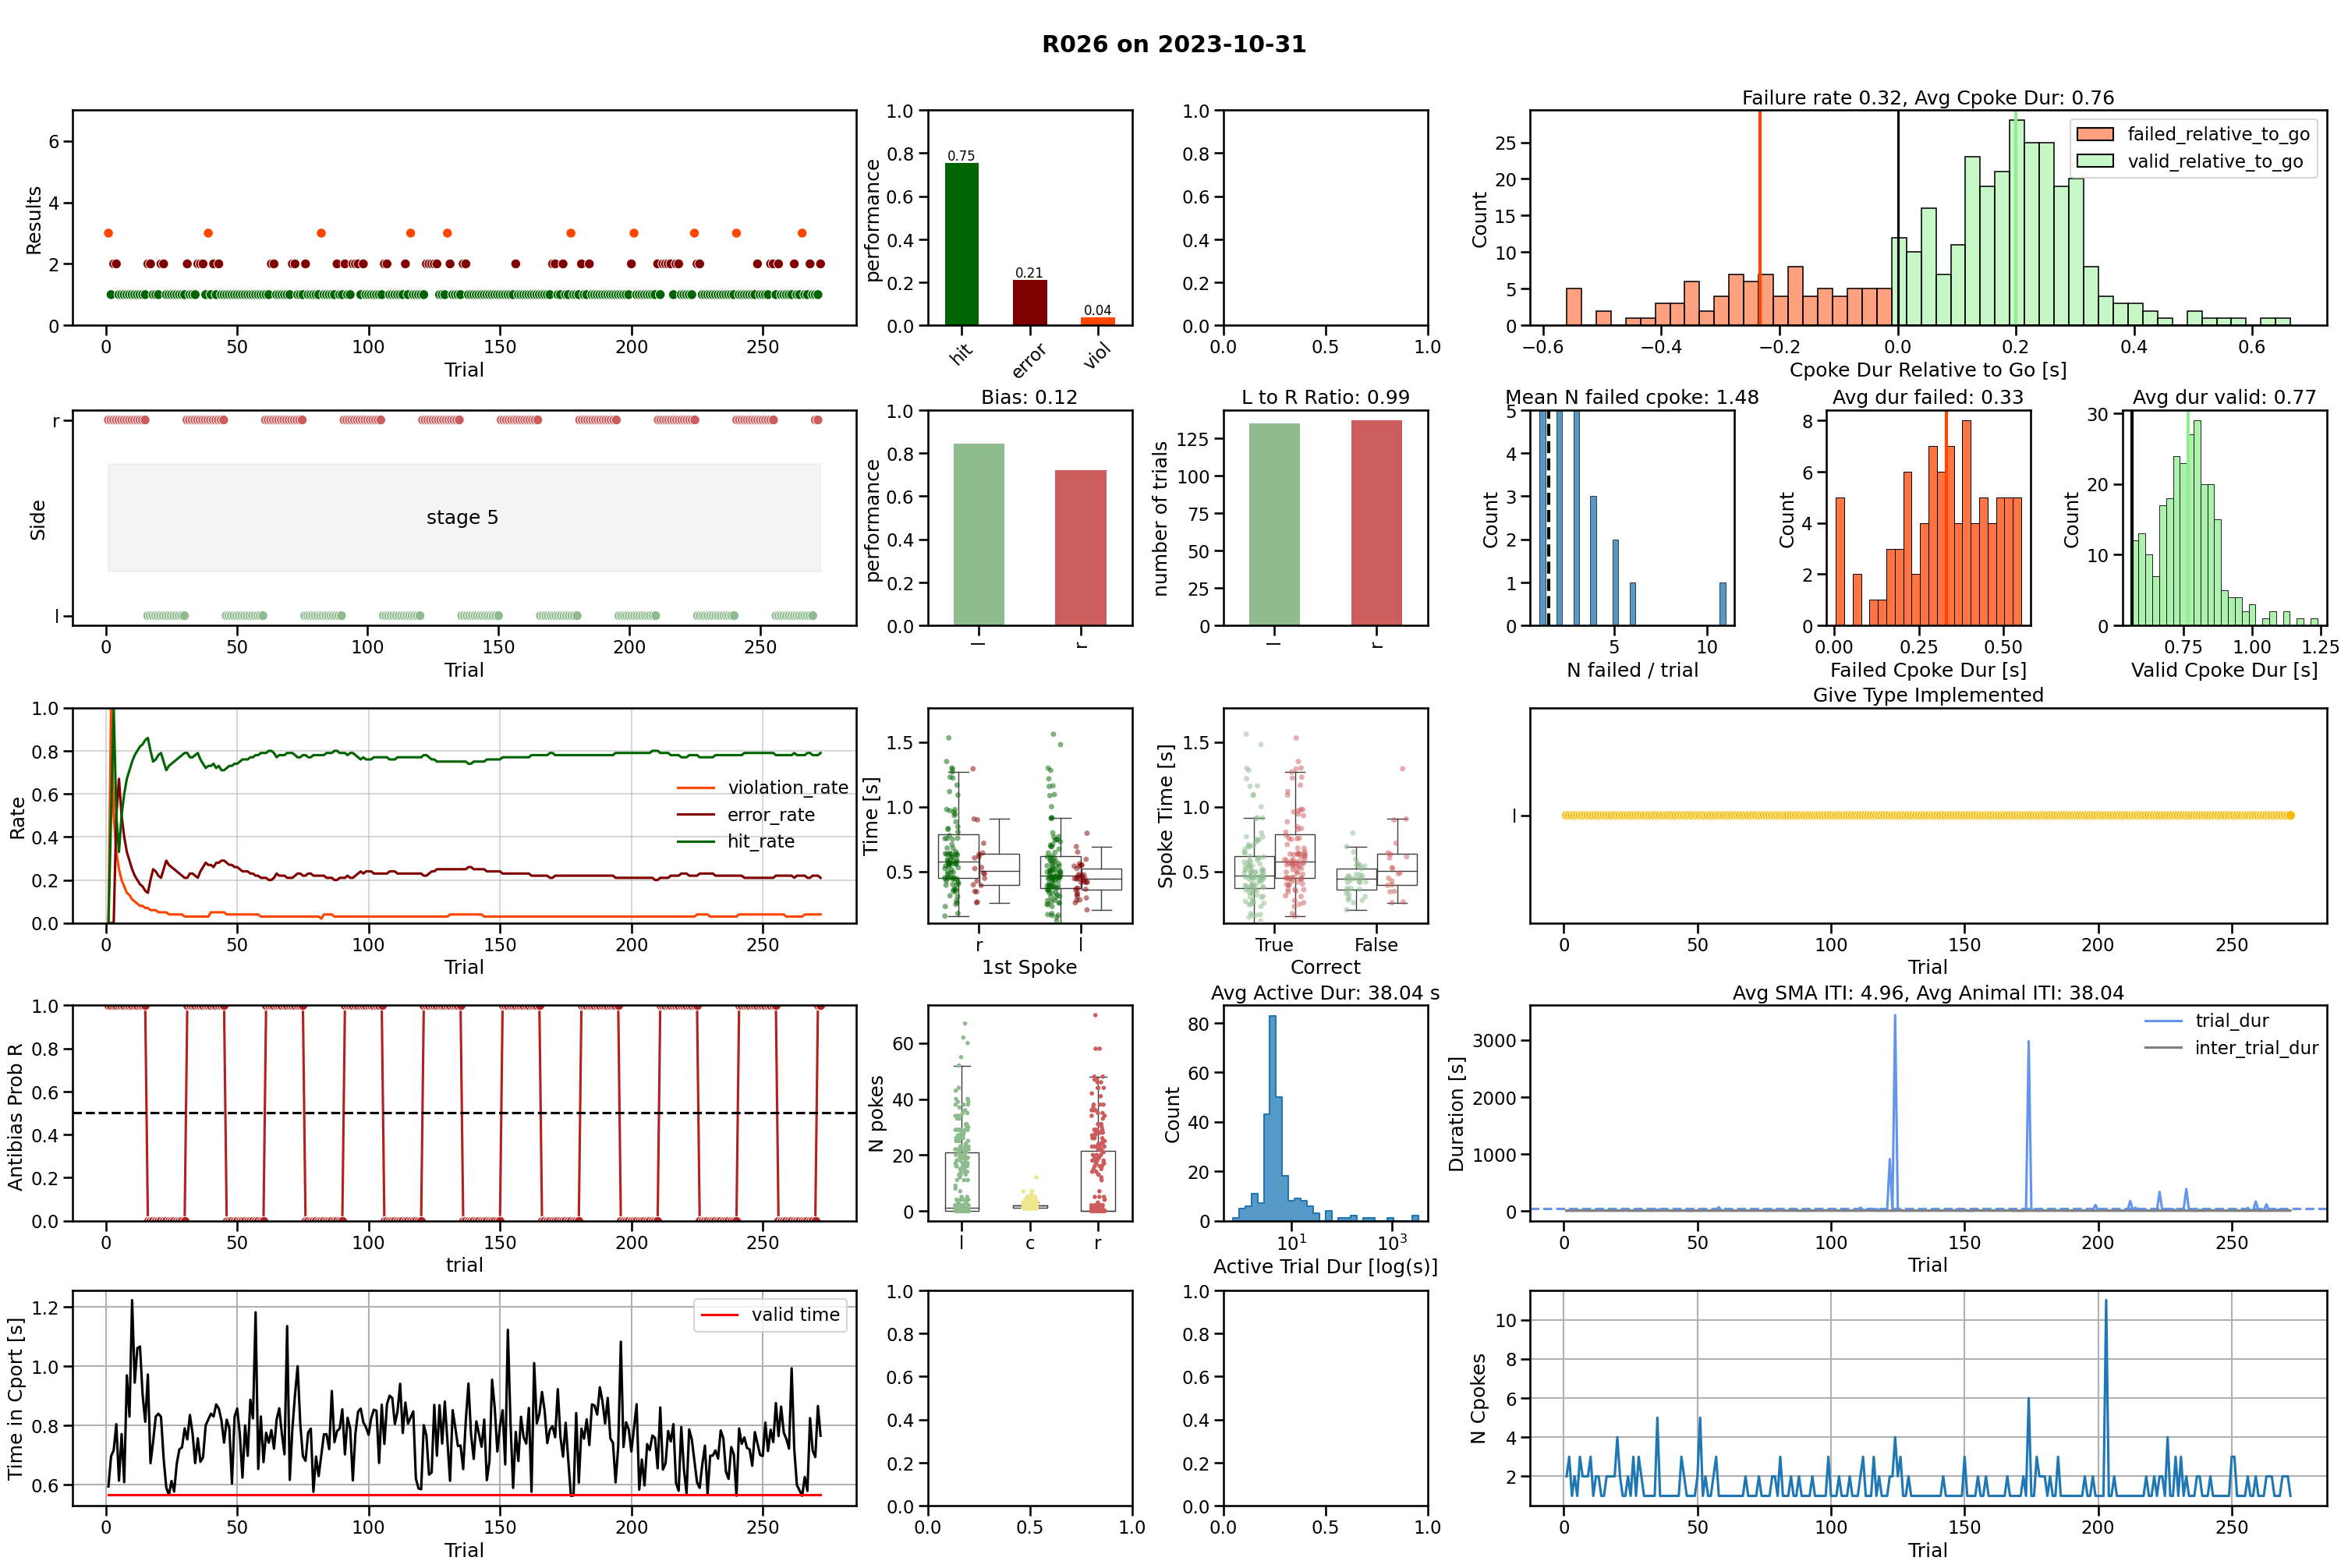 R026 on 2023-10-31
6
4
2
0
Results
0 50 100 150 200 250
Trial
1.0
0.8
0.6
0.4
0.2
0.0
performance
0.75
0.21
0.04
hit
error
viol
1.0
0.8
0.6
0.4
0.2
0.0
0.0 0.5 1.0
Failure rate 0.32, Avg Cpoke Dur: 0.76
failed_relative_to_go
valid_relative_to_go
25
20
15
10
5
0
Count
−0.6 −0.4 −0.2 0.0 0.2 0.4 0.6
Cpoke Dur Relative to Go [s]
r
l
Side
stage 5
0 50 100 150 200 250
Trial
Bias: 0.12
1.0
0.8
0.6
0.4
0.2
0.0
performance
l r
L to R Ratio: 0.99
125
100
75
50
25
0
number of trials
l r
Mean N failed cpoke: 1.48
5
4
3
2
1
0
Count
5 10
N failed / trial
Avg dur failed: 0.33
8
6
4
2
0
Count
0.00 0.25 0.50
Failed Cpoke Dur [s]
Avg dur valid: 0.77
30
20
10
0
Count
0.75 1.00 1.25
Valid Cpoke Dur [s]
1.0
0.8
0.6
0.4
0.2
0.0
Rate
violation_rate
error_rate
hit_rate
0 50 100 150 200 250
Trial
1.5
1.0
0.5
Time [s]
r l
1st Spoke
1.5
1.0
0.5
Spoke Time [s]
True False
Correct
Give Type Implemented
l
0 50 100 150 200 250
Trial
1.0
0.8
0.6
0.4
0.2
0.0
Antibias Prob R
0 50 100 150 200 250
trial
60
40
20
0
N pokes
l c r
Avg Active Dur: 38.04 s
80
60
40
20
0
Count
10¹ 10³
Active Trial Dur [log(s)]
Avg SMA ITI: 4.96, Avg Animal ITI: 38.04
trial_dur
inter_trial_dur
3000
2000
1000
0
Duration [s]
0 50 100 150 200 250
Trial
1.2
1.0
0.8
0.6
Time in Cport [s]
valid time
0 50 100 150 200 250
Trial
1.0
0.8
0.6
0.4
0.2
0.0
0.0 0.5 1.0
1.0
0.8
0.6
0.4
0.2
0.0
0.0 0.5 1.0
10
8
6
4
2
N Cpokes
0 50 100 150 200 250
Trial